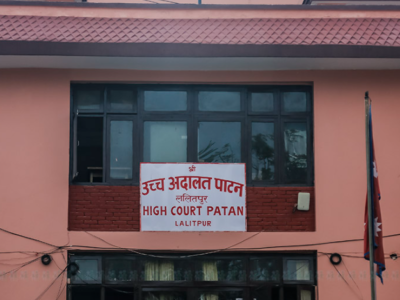 श्री
उच्च अदालत पाटन
ललितपुर
HIGH COURT PATAN
LALITPUR